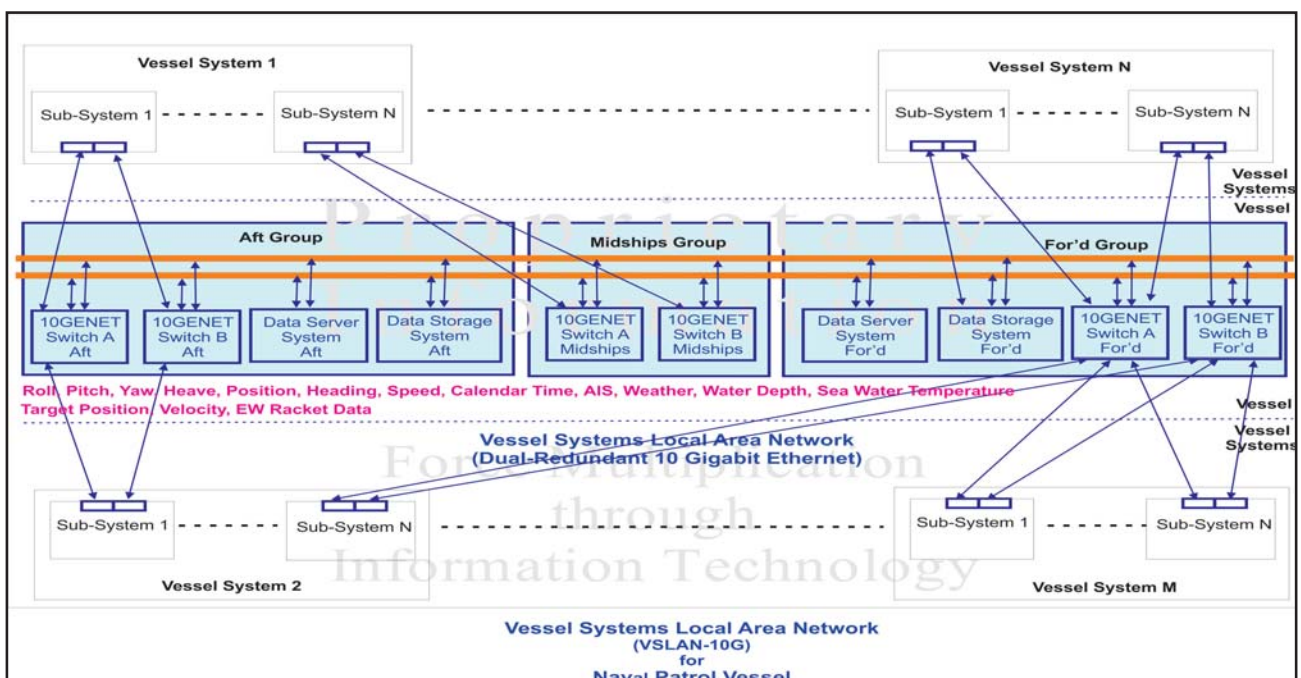 Vessel System 1
Vessel System N
Sub-System 1
Sub-System N
Sub-System 1
Sub-System N
Vessel
Systems
Vessel
Proprietary
Aft Group
Midships Group
For'd Group
10GENET
Switch A
Aft
10GENET
Switch B
Aft
Data Server
System
Aft
Data Storage
System
Aft
10GENET
Switch A
Midships
10GENET
Switch B
Midships
Data Server
System
For'd
Data Storage
System
For'd
10GENET
Switch A
For'd
10GENET
Switch B
For'd
Roll, Pitch, Yaw, Heave, Position, Heading, Speed, Calendar Time, AIS, Weather, Water Depth, Sea Water Temperature
Target Position, Velocity, EW Racket Data
Vessel
Vessel
Systems
Vessel Systems Local Area Network
(Dual-Redundant 10 Gigabit Ethernet)
Force Multiplication
through
Information Technology
Sub-System 1
Sub-System N
Sub-System 1
Sub-System N
Vessel System 2
Vessel System M
Vessel Systems Local Area Network
(VSLAN-10G)
for
Naval Patrol Vessel